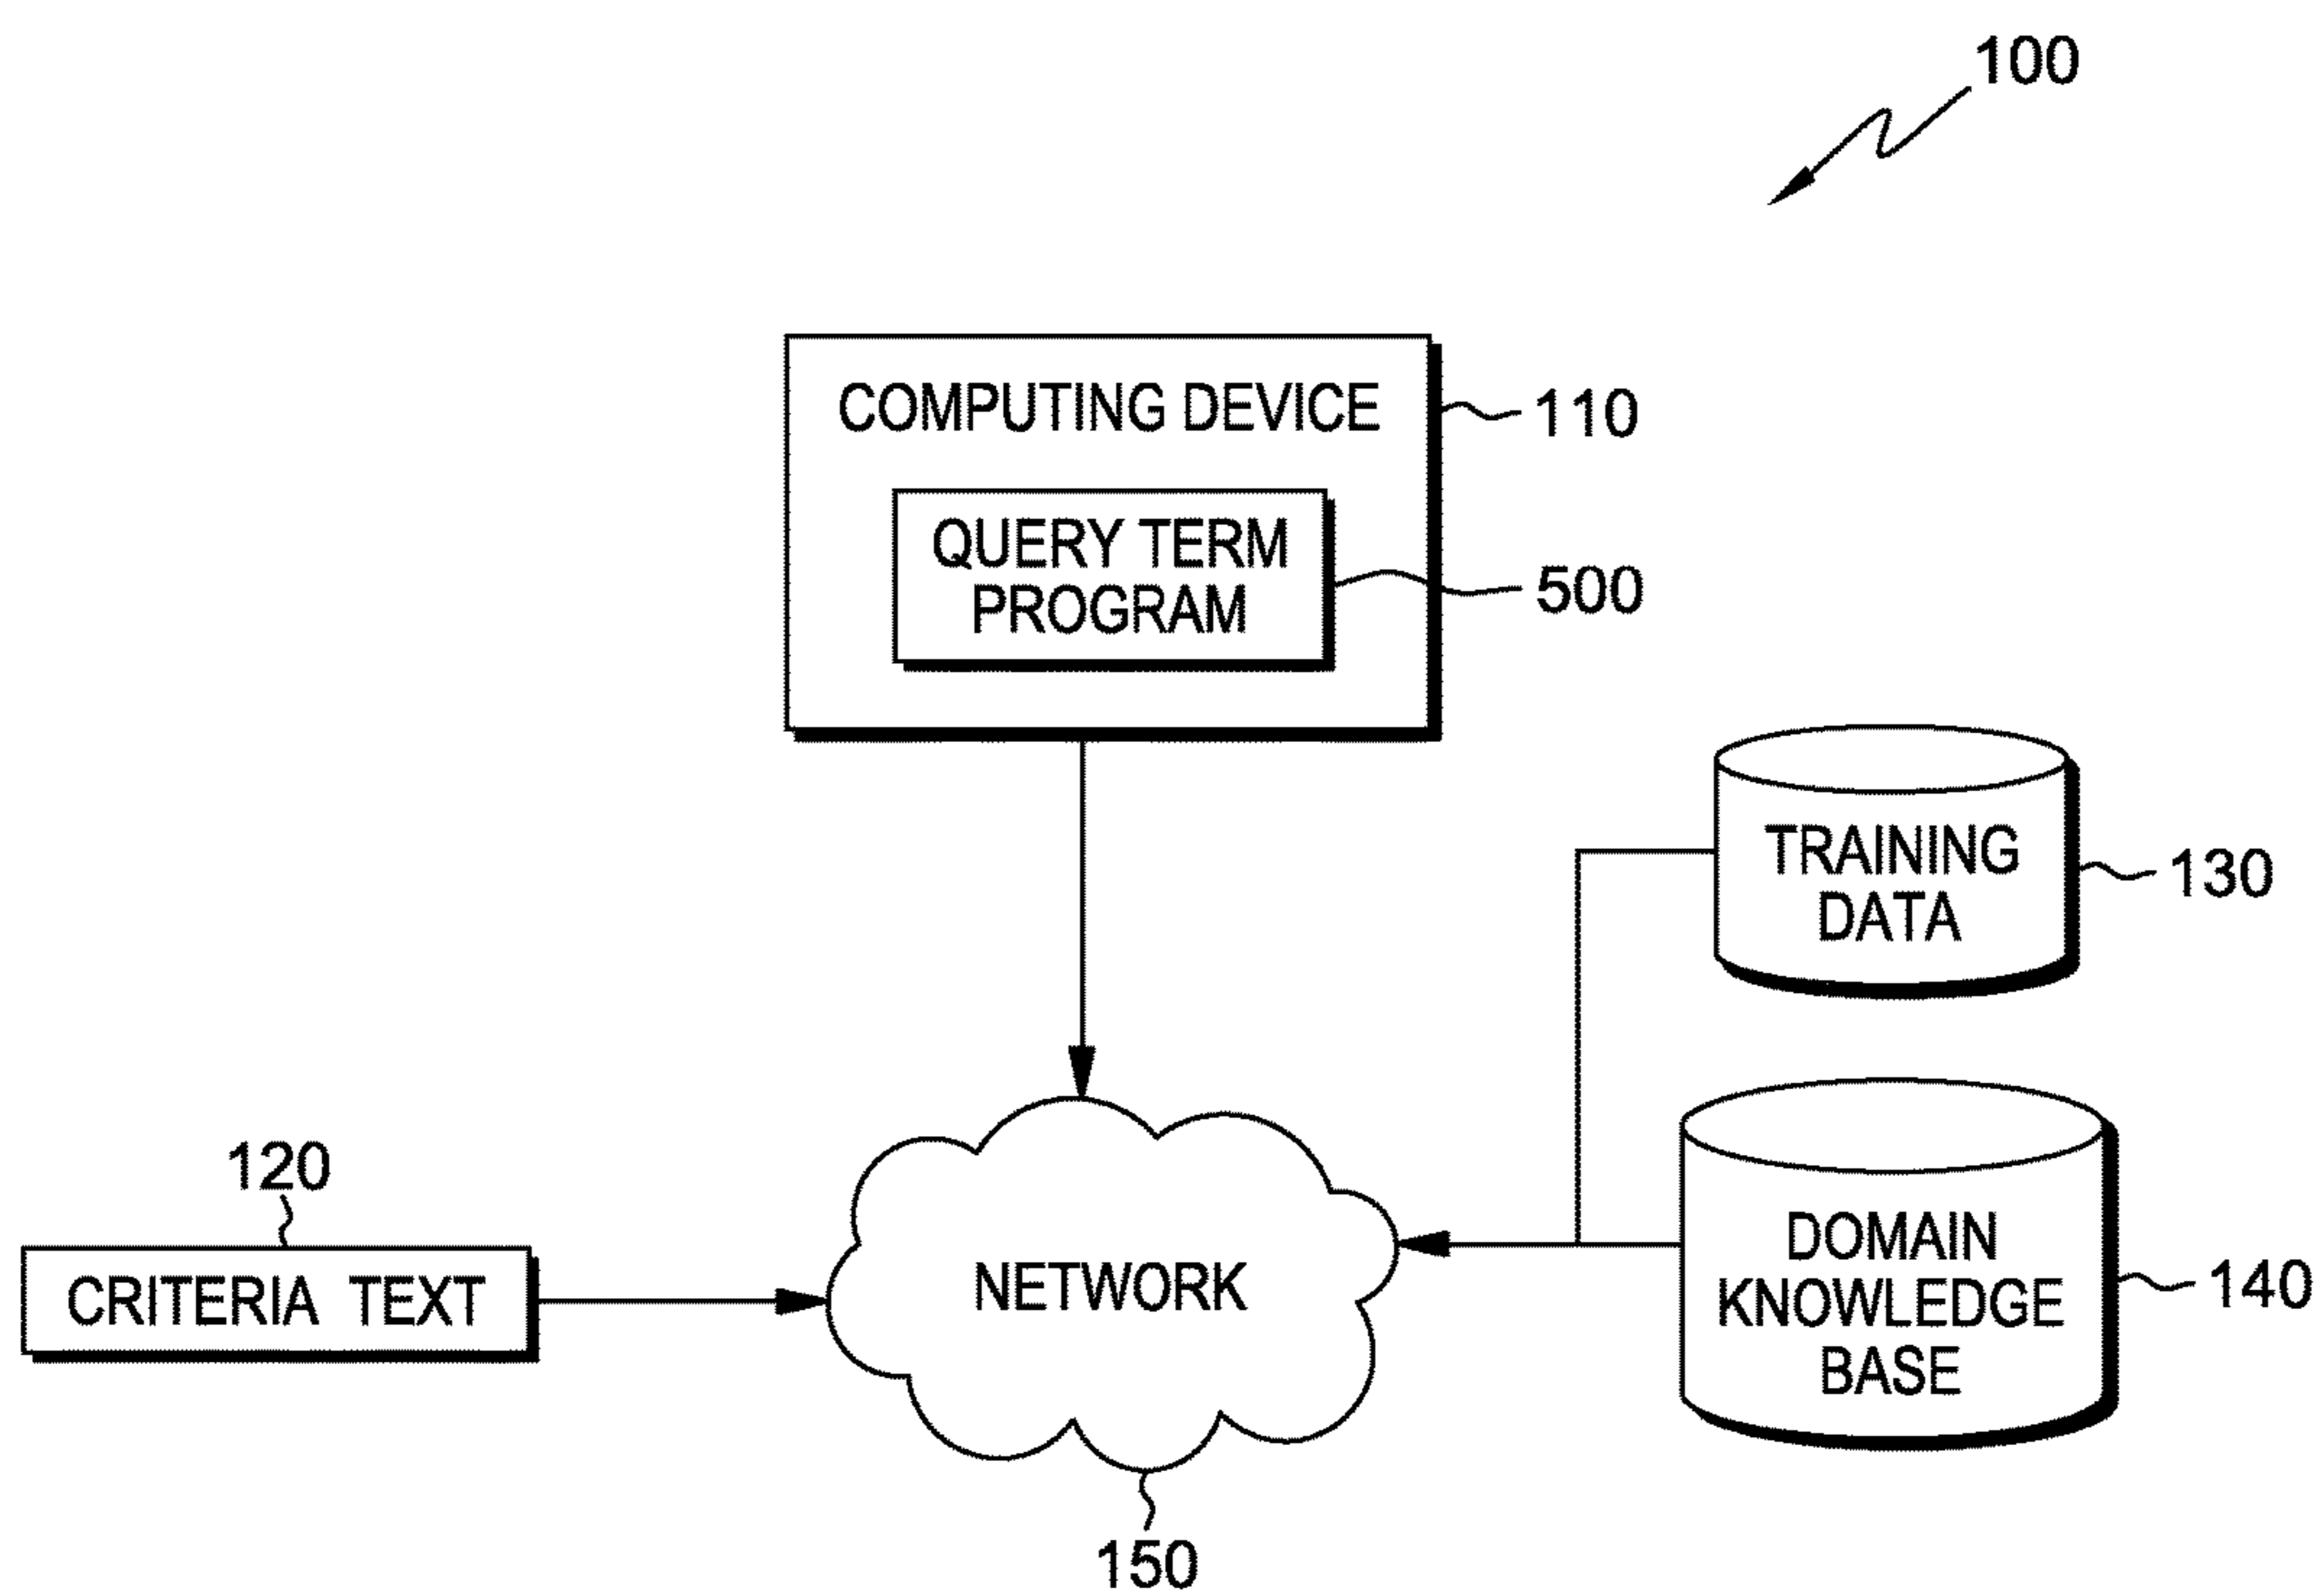 100
COMPUTING DEVICE
110
QUERY TERM
PROGRAM
500
TRAINING
DATA
130
120
CRITERIA TEXT
NETWORK
150
DOMAIN
KNOWLEDGE
BASE
140